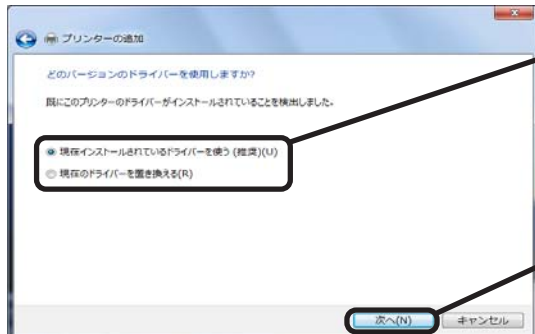 プリンターの追加
どのバージョンのドライバーを使用しますか?
既にこのプリンターのドライバーがインストールされていることを検出しました。
現在インストールされているドライバーを使う (推奨)(U)
現在のドライバーを置き換える(R)
次へ(N)
キャンセル